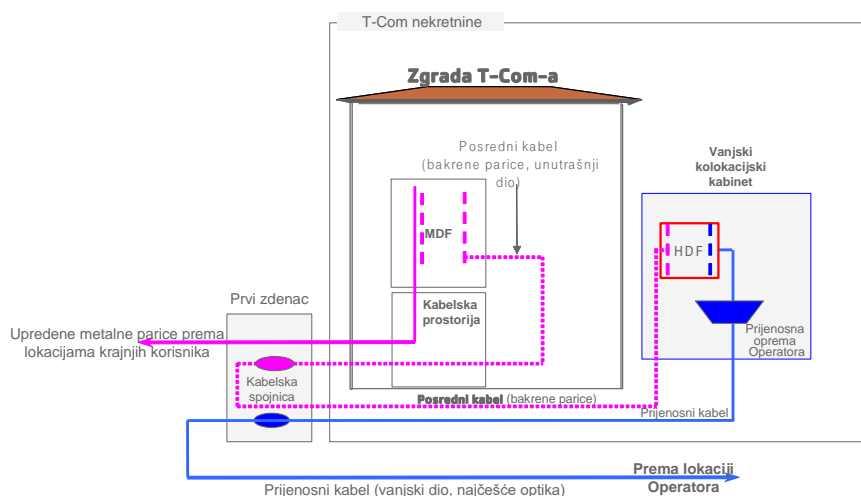 T-Com nekretnine
Zgrada T-Com-a
Posredni kabel
(bakrene parice, unutrašnji
dio)
Vanjski
kolokacijski
kabinet
MDF
HDF
Prvi zdenac
Kabelska
prostorija
Upredene metalne parice prema
lokacijama krajnjih korisnika
Prijenosna
oprema
Operatora
Kabelska
spojnica
Posredni kabel (bakrene parice)
Prijenosni kabel
Prema lokaciji
Operatora
Prijenosni kabel (vanjski dio, najčešće optika)